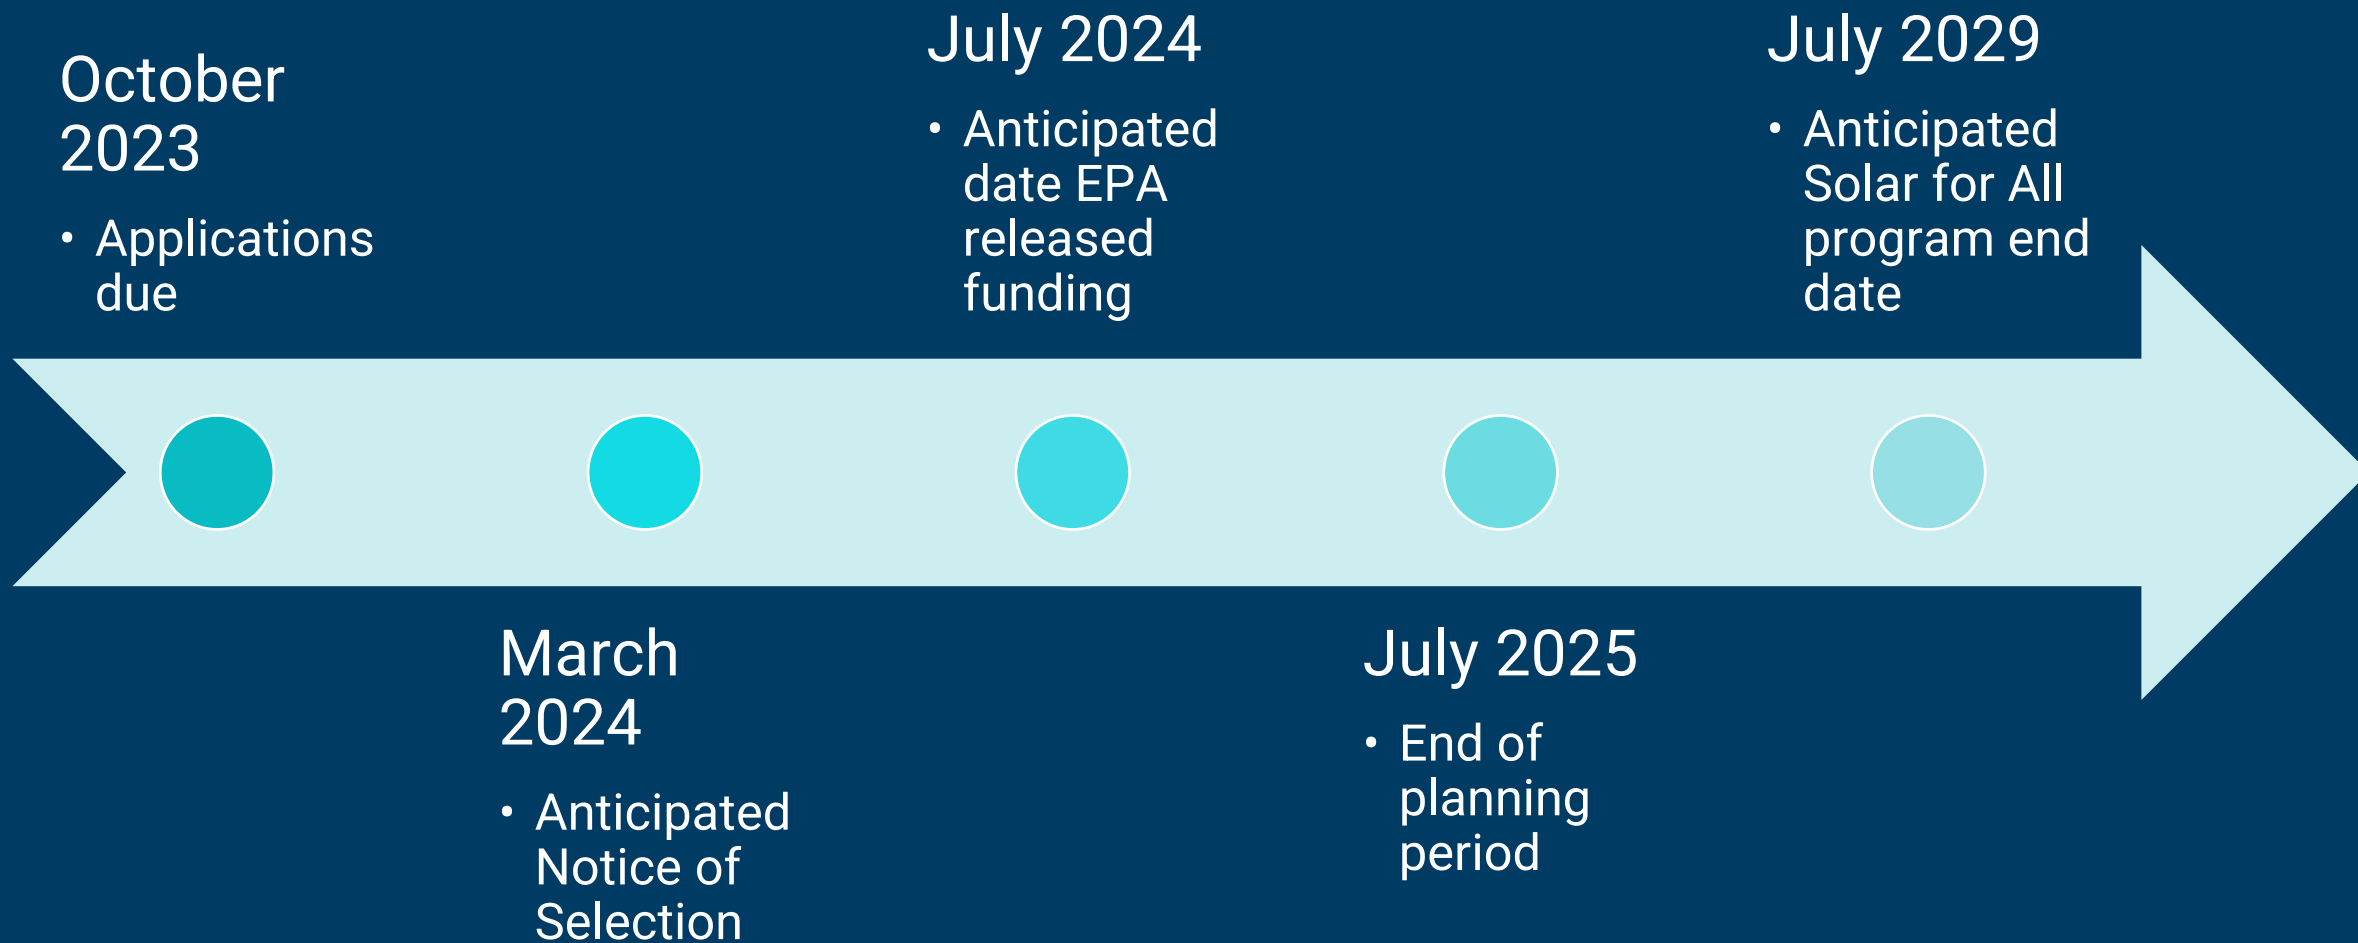 October
2023
• Applications
due
March
2024
• Anticipated
Notice of
Selection
July 2024
• Anticipated
date EPA
released
funding
July 2025
• End of
planning
period
July 2029
• Anticipated
Solar for All
program end
date